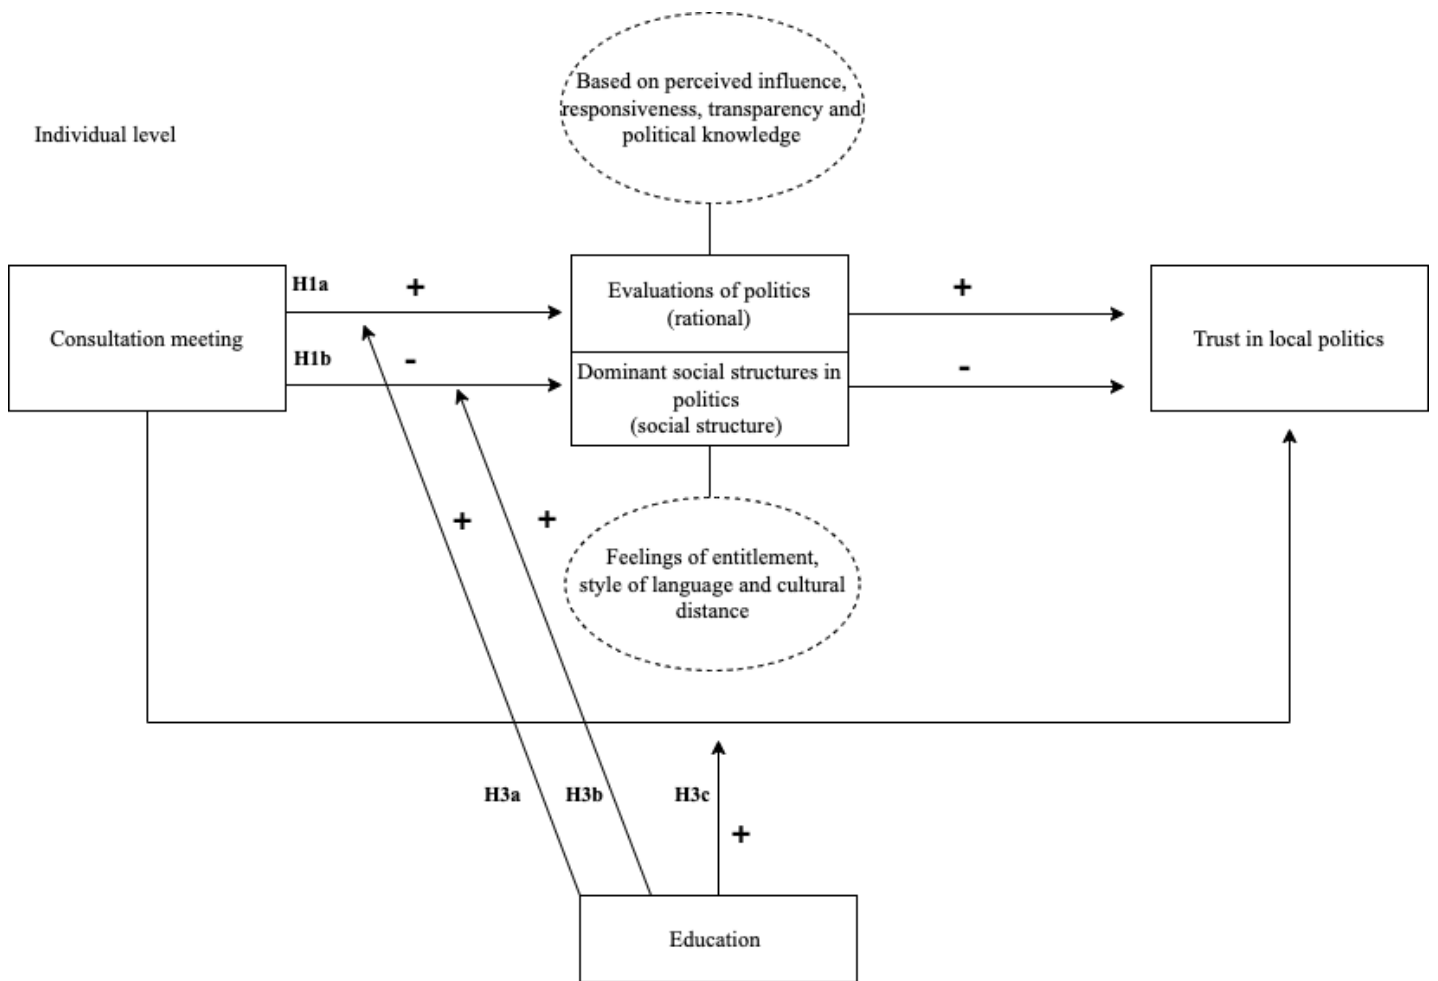 Based on perceived influence,
responsiveness, transparency and
political knowledge
Individual level
H1a
+
Evaluations of politics
(rational)
+
Consultation meeting
Trust in local politics
H1b
-
Dominant social structures in
politics
(social structure)
-
+
+
Feelings of entitlement,
style of language and cultural
distance
H3a
H3b
H3c
+
Education